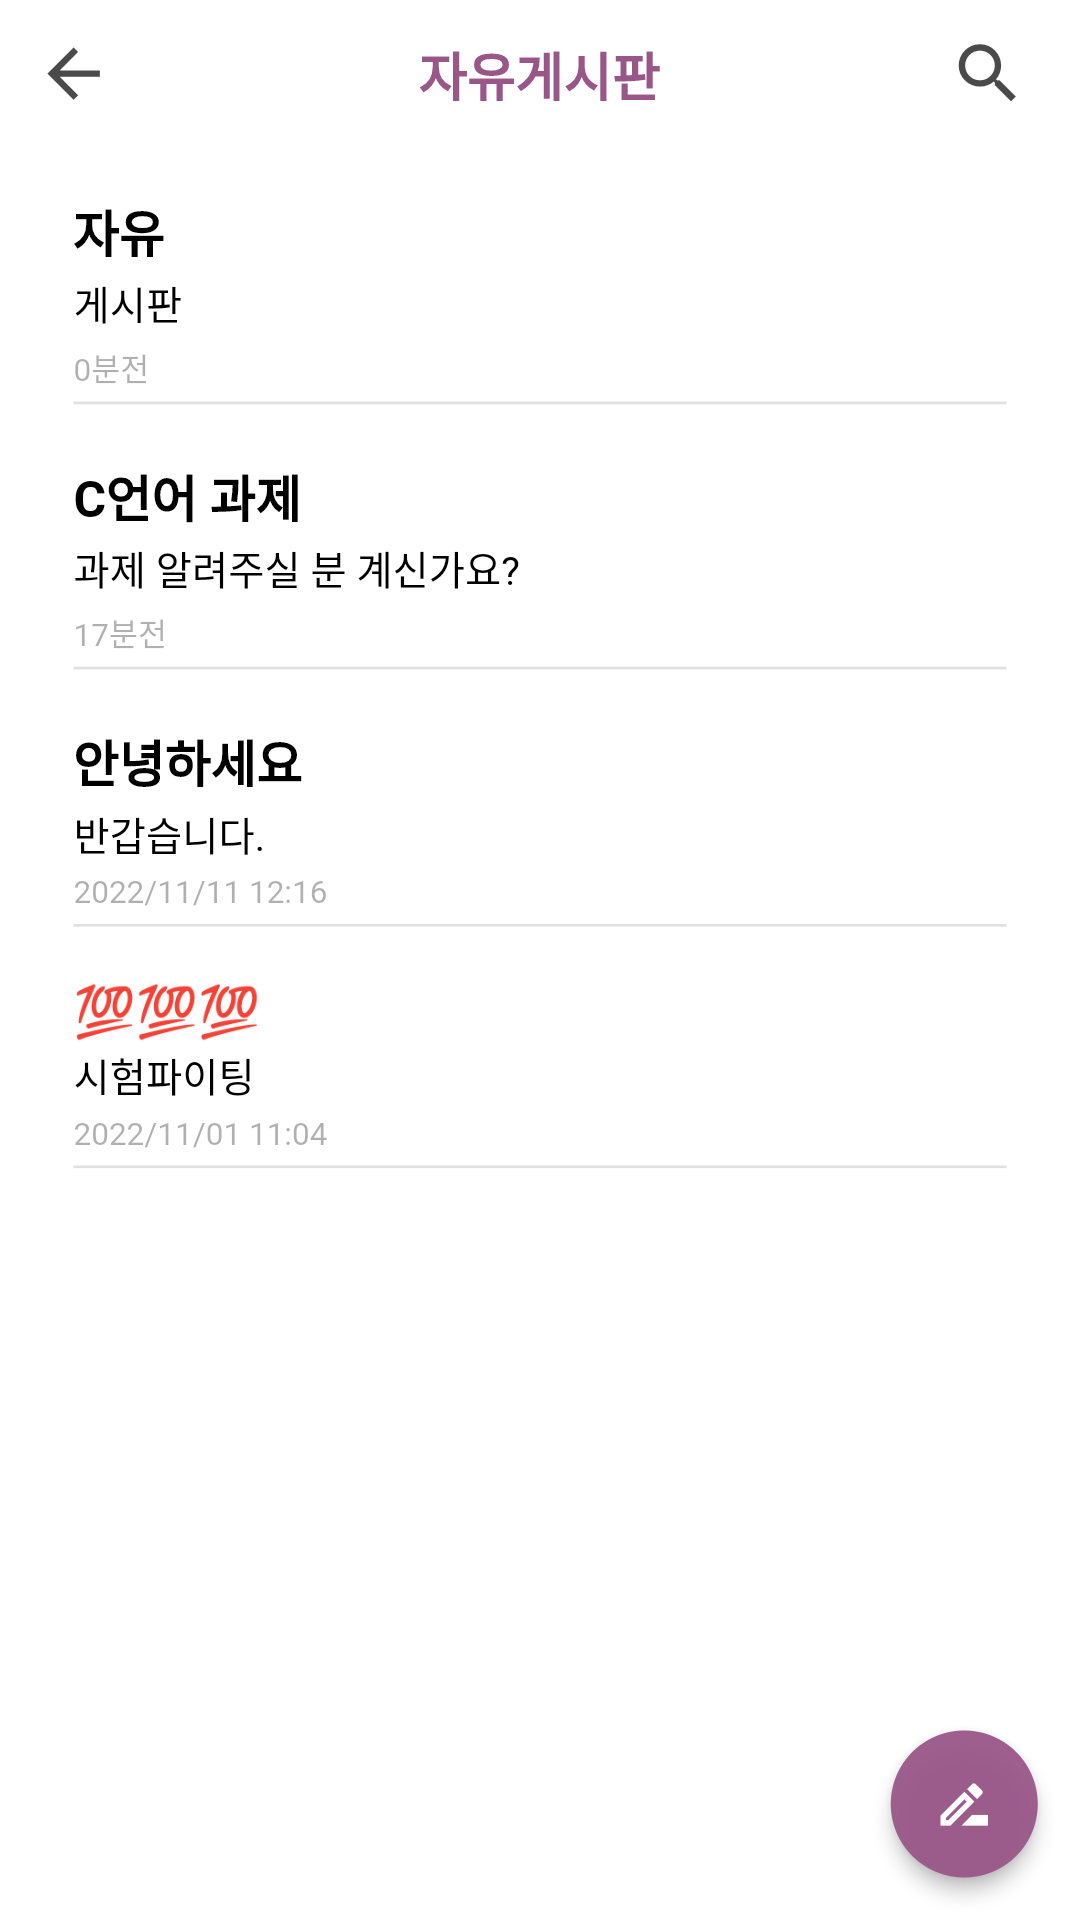 자유게시판
자유
게시판
0분전
C언어 과제
과제 알려주실 분 계신가요?
17분전
안녕하세요
반갑습니다.
2022/11/11 12:16
💯💯💯
시험파이팅
2022/11/01 11:04